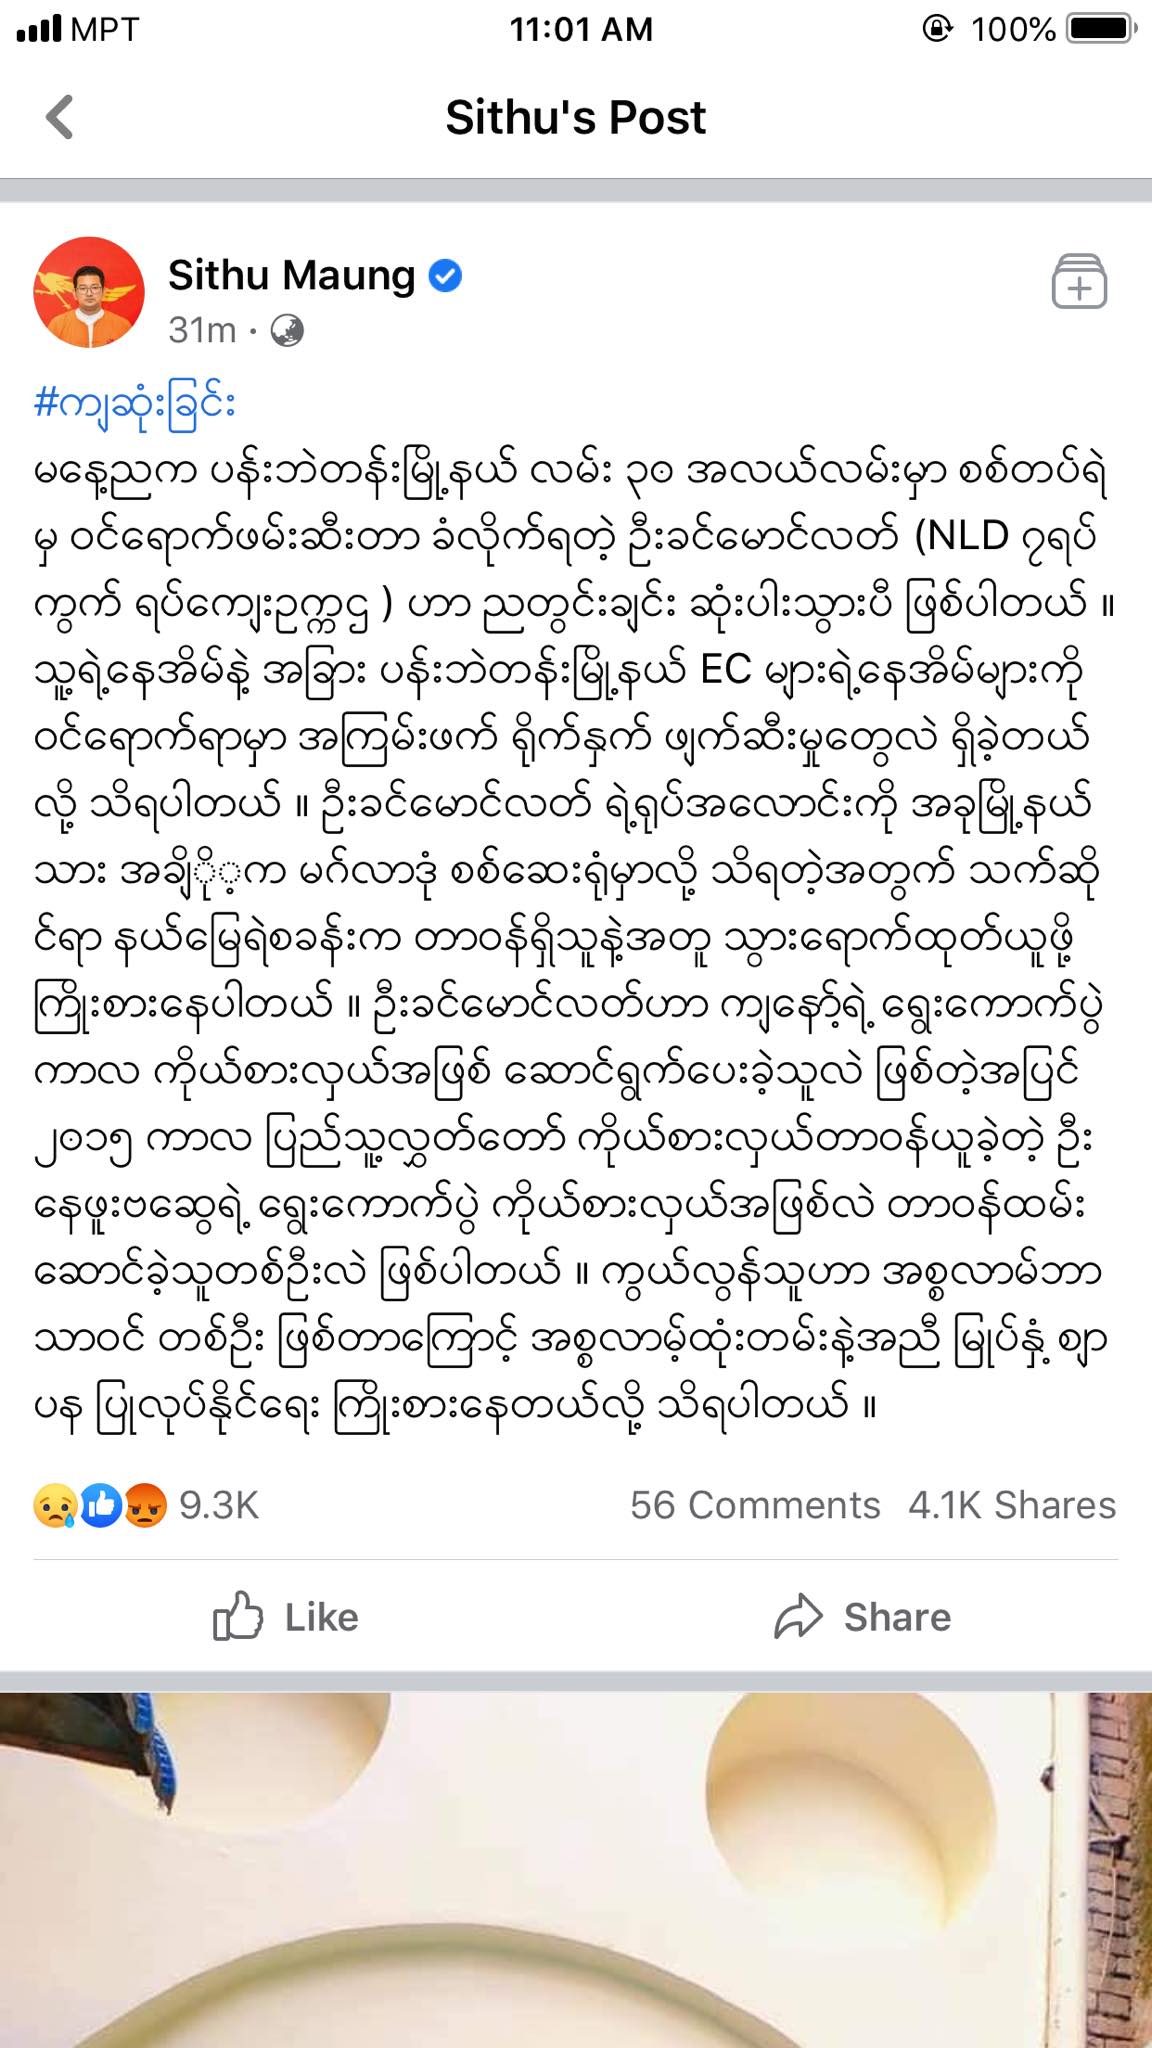 MPT 11:01 AM 100%
Sithu's Post
Sithu Maung
31m ·
#ကျဆုံးခြင်း
မနေ့ညက ပန်းဘဲတန်းမြို့နယ် လမ်း ၃၀ အလယ်လမ်းမှာ စစ်တပ်ရဲ
မှ ဝင်ရောက်ဖမ်းဆီးတာ ခံလိုက်ရတဲ့ ဦးခင်မောင်လတ် (NLD ၇ရပ်
ကွက် ရပ်ကျေးဥက္ကဌ ) ဟာ ညတွင်းချင်း ဆုံးပါးသွားပီ ဖြစ်ပါတယ် ။
သူ့ရဲ့နေအိမ်နဲ့ အခြား ပန်းဘဲတန်းမြို့နယ် EC များရဲ့နေအိမ်များကို
ဝင်ရောက်ရာမှာ အကြမ်းဖက် ရိုက်နှက် ဖျက်ဆီးမှုတွေလဲ ရှိခဲ့တယ်
လို့ သိရပါတယ် ။ ဦးခင်မောင်လတ် ရဲ့ရုပ်အလောင်းကို အခုမြို့နယ်
သား အချို့ို့က မင်္ဂလာဒုံ စစ်ဆေးရုံမှာလို့ သိရတဲ့အတွက် သက်ဆို
င်ရာ နယ်မြေရဲစခန်းက တာဝန်ရှိသူနဲ့အတူ သွားရောက်ထုတ်ယူဖို့
ကြိုးစားနေပါတယ် ။ ဦးခင်မောင်လတ်ဟာ ကျနော့်ရဲ့ ရွေးကောက်ပွဲ
ကာလ ကိုယ်စားလှယ်အဖြစ် ဆောင်ရွက်ပေးခဲ့သူလဲ ဖြစ်တဲ့အပြင်
၂၀၁၅ ကာလ ပြည်သူ့လွှတ်တော် ကိုယ်စားလှယ်တာဝန်ယူခဲ့တဲ့ ဦး
နေဖူးဗဆွေရဲ့ ရွေးကောက်ပွဲ ကိုယ်စားလှယ်အဖြစ်လဲ တာဝန်ထမ်း
ဆောင်ခဲ့သူတစ်ဦးလဲ ဖြစ်ပါတယ် ။ ကွယ်လွန်သူဟာ အစ္စလာမ်ဘာ
သာဝင် တစ်ဦး ဖြစ်တာကြောင့် အစ္စလာမ့်ထုံးတမ်းနဲ့အညီ မြုပ်နှံ့ စျာ
ပန ပြုလုပ်နိုင်ရေး ကြိုးစားနေတယ်လို့ သိရပါတယ် ။
9.3K 56 Comments 4.1K Shares
Like Share